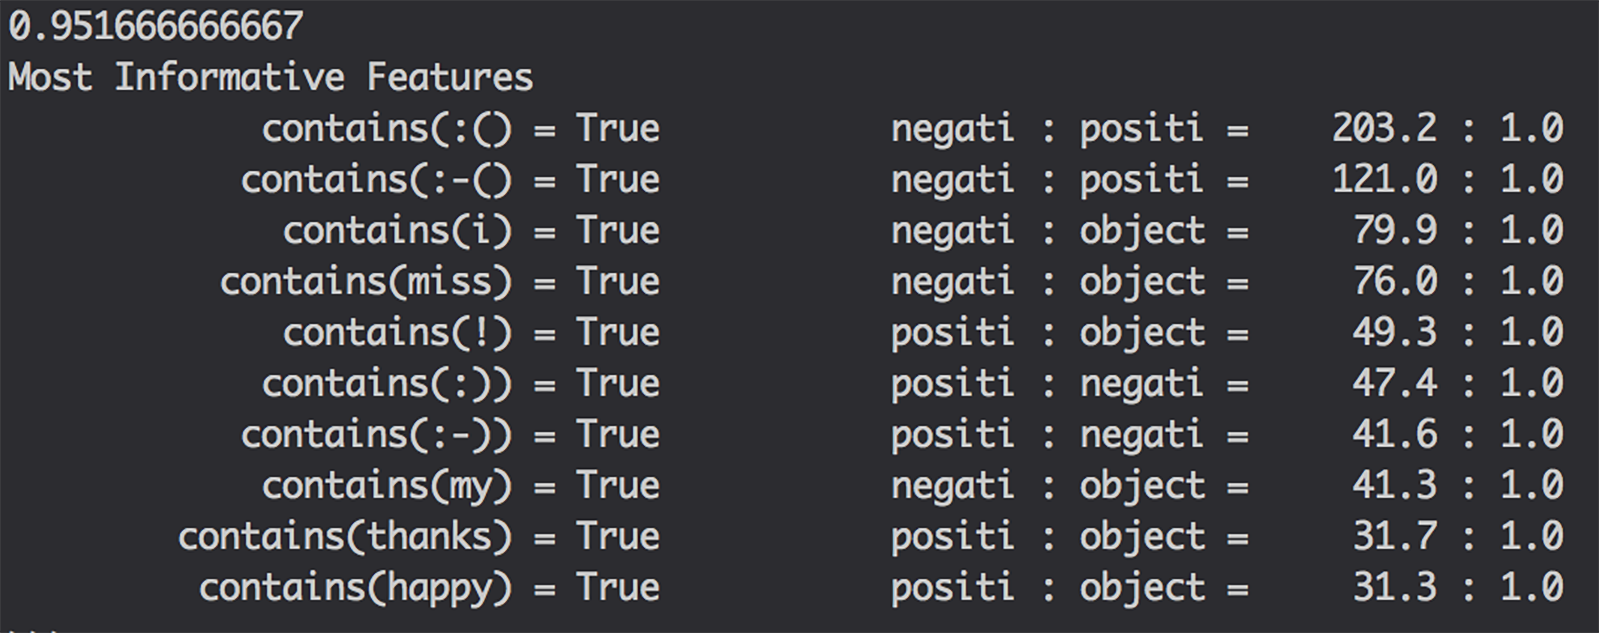 0.951666666667
Most Informative Features
contains(:() = True negati : positi = 203.2 : 1.0
contains(:-() = True negati : positi = 121.0 : 1.0
contains(i) = True negati : object = 79.9 : 1.0
contains(miss) = True negati : object = 76.0 : 1.0
contains(!) = True positi : object = 49.3 : 1.0
contains(:)) = True positi : negati = 47.4 : 1.0
contains(:-)) = True positi : negati = 41.6 : 1.0
contains(my) = True negati : object = 41.3 : 1.0
contains(thanks) = True positi : object = 31.7 : 1.0
contains(happy) = True positi : object = 31.3 : 1.0